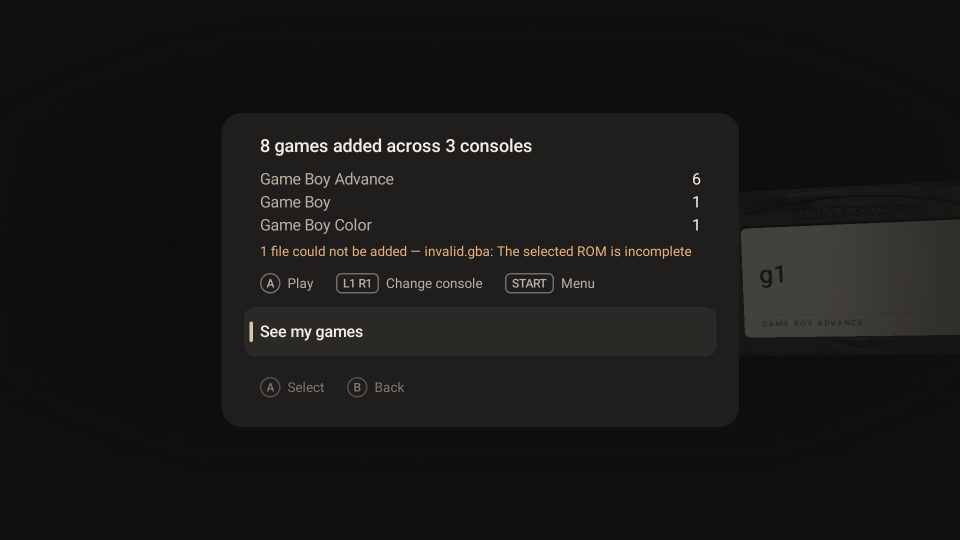 8 games added across 3 consoles
Game Boy Advance 6
Game Boy 1
Game Boy Color 1
1 file could not be added — invalid.gba: The selected ROM is incomplete
A Play L1 R1 Change console START Menu
See my games
A Select B Back
g1
GAME BOY ADVANCE